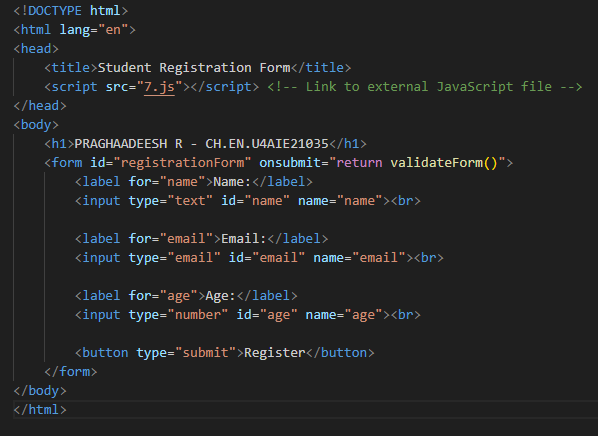 <!DOCTYPE html>
<html lang="en">
<head>
    <title>Student Registration Form</title>
    <script src="7.js"></script> <!-- Link to external JavaScript file -->
</head>
<body>
    <h1>PRAGHAADEESH R - CH.EN.U4AIE21035</h1>
    <form id="registrationForm" onsubmit="return validateForm()">
        <label for="name">Name:</label>
        <input type="text" id="name" name="name"><br>

        <label for="email">Email:</label>
        <input type="email" id="email" name="email"><br>

        <label for="age">Age:</label>
        <input type="number" id="age" name="age"><br>

        <button type="submit">Register</button>
    </form>
</body>
</html>